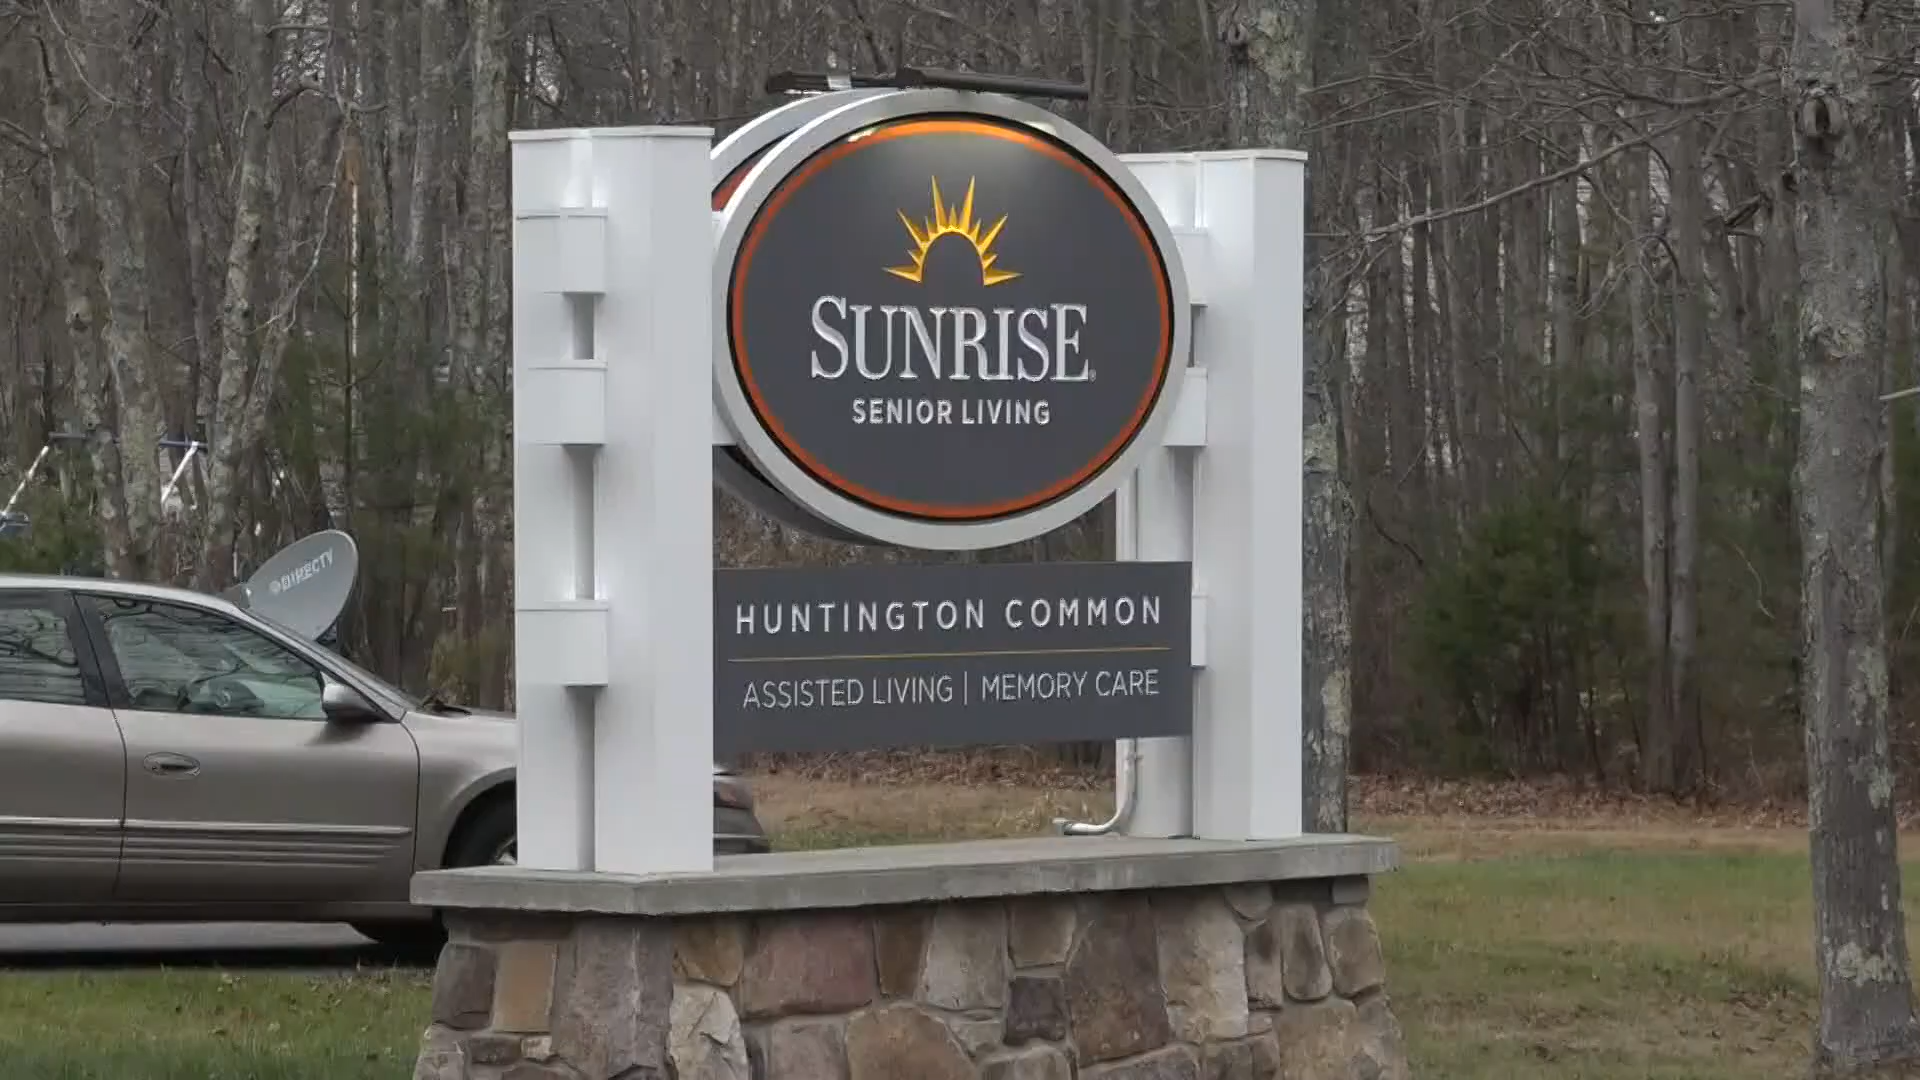 SUNRISE®
SENIOR LIVING
HUNTINGTON COMMON
ASSISTED LIVING | MEMORY CARE
DIRECTV